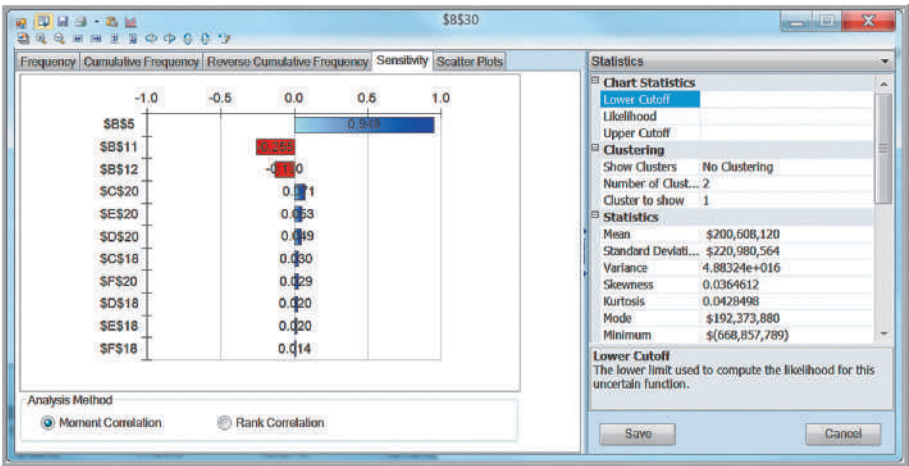 $B$30
Frequency Cumulative Frequency Reverse Cumulative Frequency Sensitivity Scatter Plots
-1.0 -0.5 0.0 0.5 1.0
$B$5 0.949
$B$11
$B$12
$C$20 0.071
$E$20 0.053
$D$20 0.049
$C$18 0.030
$F$20 0.029
$D$18 0.020
$E$18 0.020
$F$18 0.014
Analysis Method
Moment Correlation Rank Correlation
Statistics
Chart Statistics
Lower Cutoff
Likelihood
Upper Cutoff
Clustering
Show Clusters No Clustering
Number of Clust... 2
Cluster to show 1
Statistics
Mean $200,608,120
Standard Deviati... $220,980,564
Variance 4.88324e+016
Skewness 0.0364612
Kurtosis 0.0428498
Mode $192,373,880
Minimum $(668,857,789)
Lower Cutoff
The lower limit used to compute the likelihood for this
uncertain function.
Save Cancel